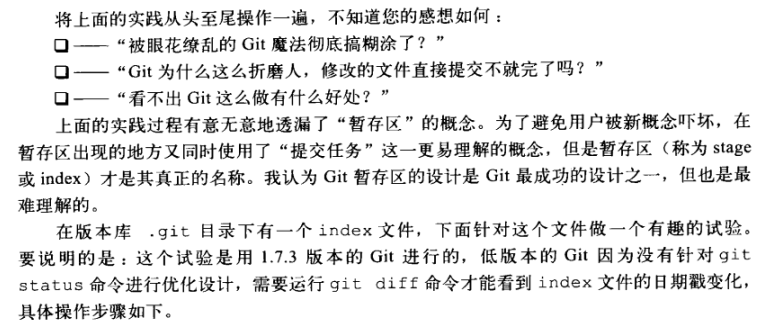 将上面的实践从头至尾操作一遍，不知道您的感想如何：
❏ ——“被眼花缭乱的 Git 魔法彻底搞糊涂了？”
❏ ——“Git 为什么这么折磨人，修改的文件直接提交不就完了吗？”
❏ ——“看不出 Git 这么做有什么好处？”
上面的实践过程有意无意地透漏了“暂存区”的概念。为了避免用户被新概念吓坏，在
暂存区出现的地方又同时使用了“提交任务”这一更易理解的概念，但是暂存区（称为 stage
或 index）才是其真正的名称。我认为 Git 暂存区的设计是 Git 最成功的设计之一，但也是最
难理解的。
在版本库 .git 目录下有一个 index 文件，下面针对这个文件做一个有趣的试验。
要说明的是：这个试验是用 1.7.3 版本的 Git 进行的，低版本的 Git 因为没有针对 git
status 命令进行优化设计，需要运行 git diff 命令才能看到 index 文件的日期戳变化，
具体操作步骤如下。